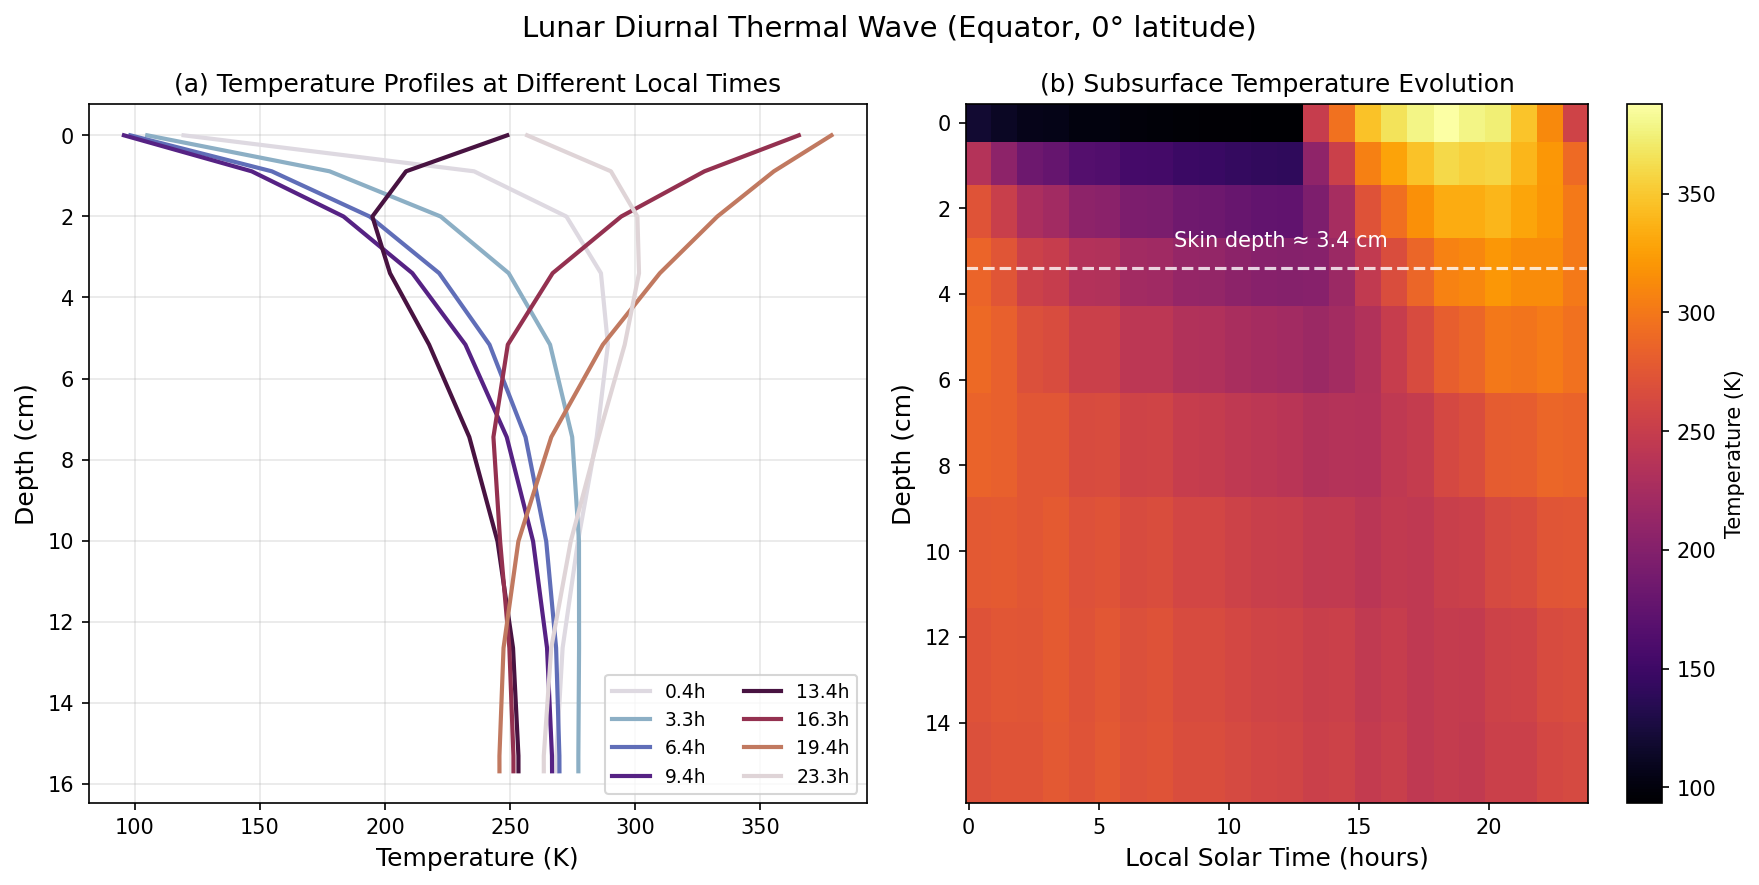 Lunar Diurnal Thermal Wave (Equator, 0° latitude)
(a) Temperature Profiles at Different Local Times
Depth (cm)
0
2
4
6
8
10
12
14
16
100
150
200
250
300
350
Temperature (K)
0.4h
3.3h
6.4h
9.4h
13.4h
16.3h
19.4h
23.3h
(b) Subsurface Temperature Evolution
Depth (cm)
0
2
4
6
8
10
12
14
Skin depth ≈ 3.4 cm
0
5
10
15
20
Local Solar Time (hours)
350
300
250
200
150
100
Temperature (K)